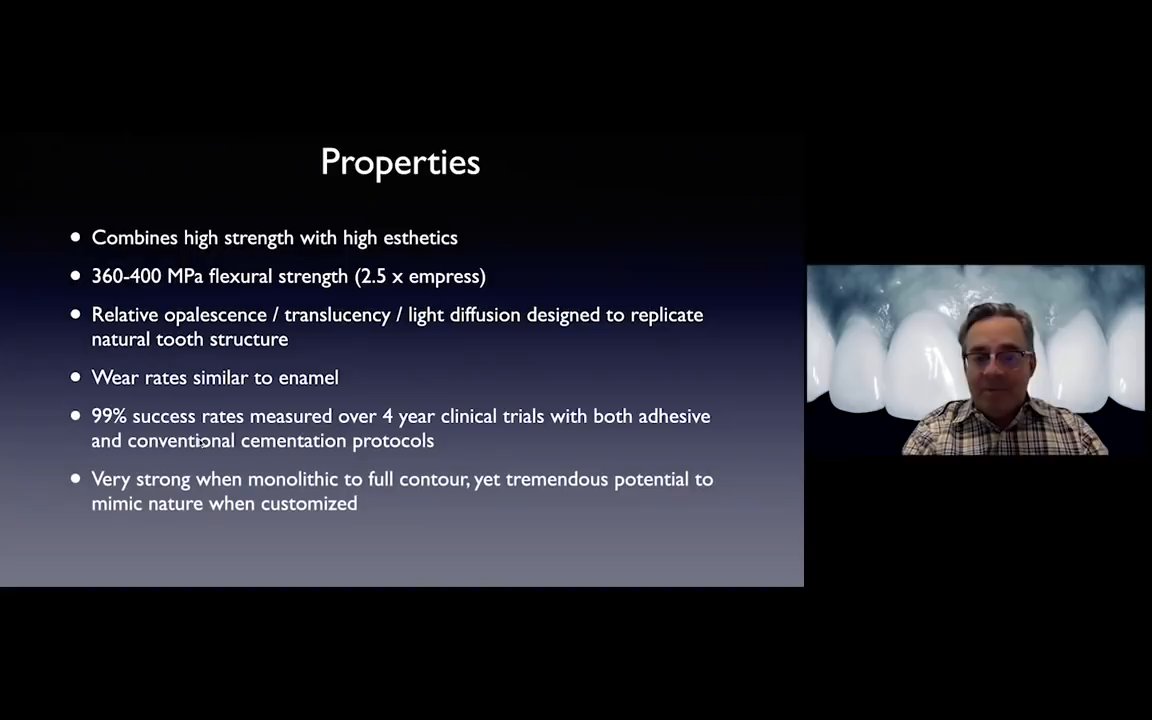 Properties
Combines high strength with high esthetics
360-400 MPa flexural strength (2.5 x empress)
Relative opalescence / translucency / light diffusion designed to replicate
natural tooth structure
Wear rates similar to enamel
99% success rates measured over 4 year clinical trials with both adhesive
and conventional cementation protocols
Very strong when monolithic to full contour, yet tremendous potential to
mimic nature when customized